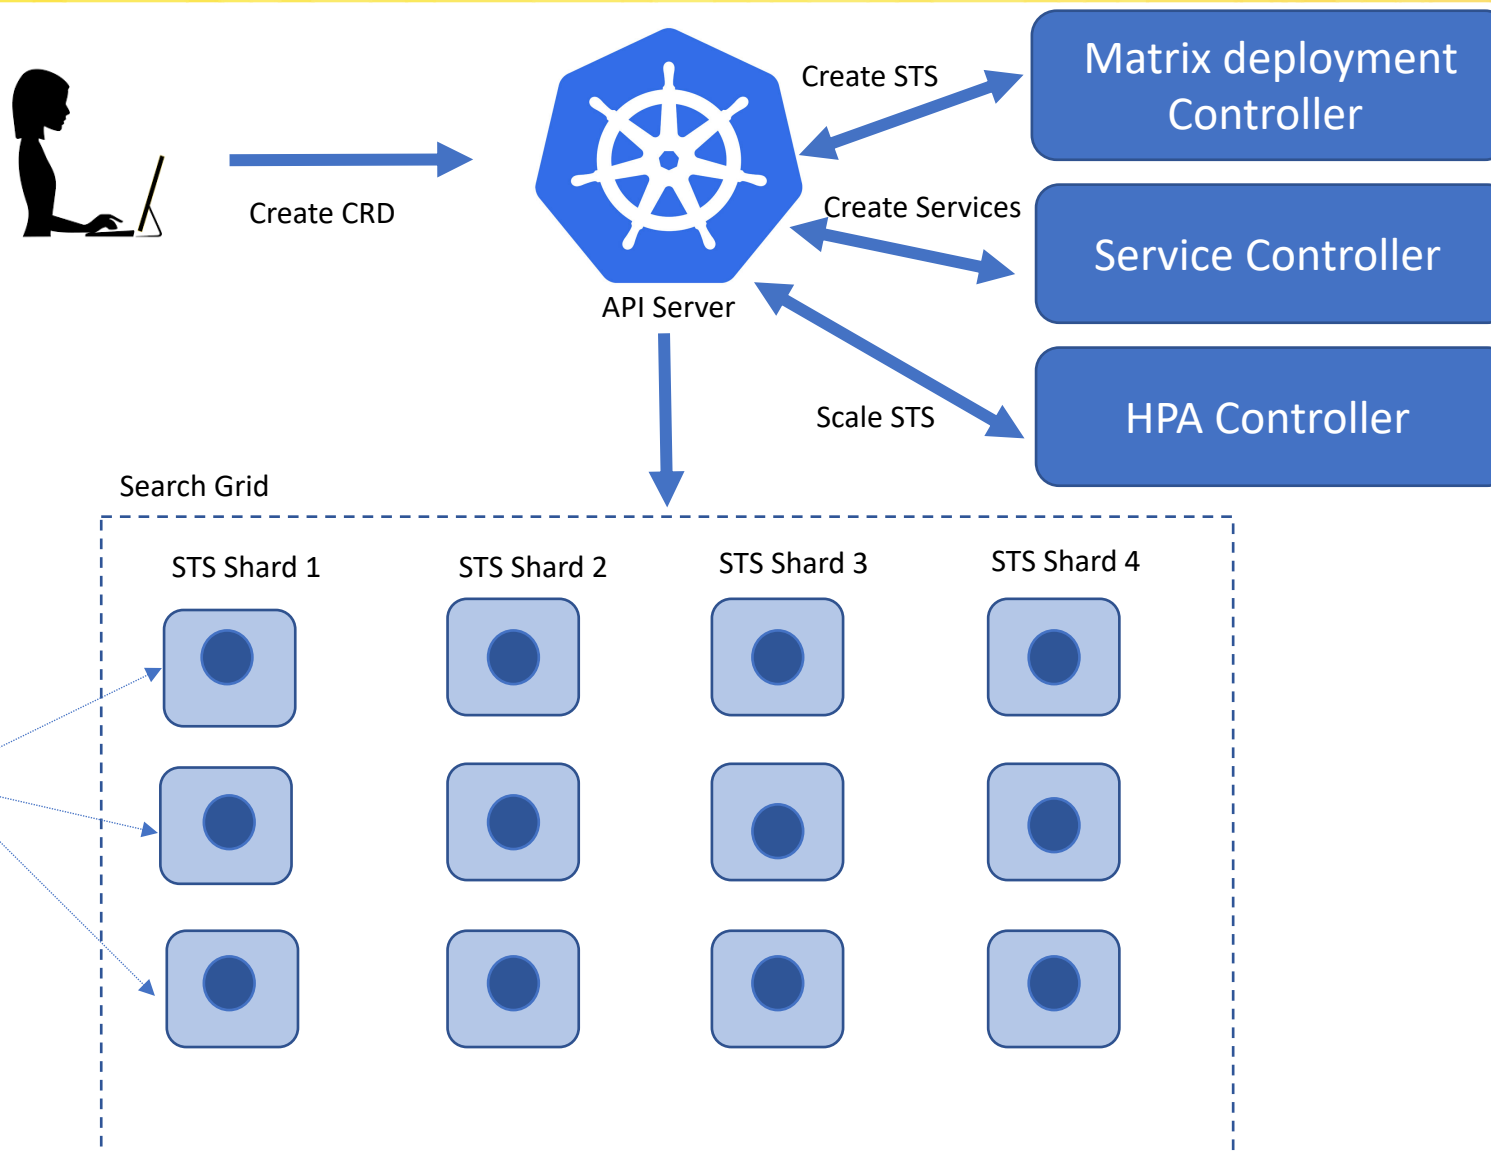 Create STS
Matrix deployment
Controller
Create CRD
Create Services
Service Controller
API Server
Scale STS
HPA Controller
Search Grid
STS Shard 1
STS Shard 2
STS Shard 3
STS Shard 4